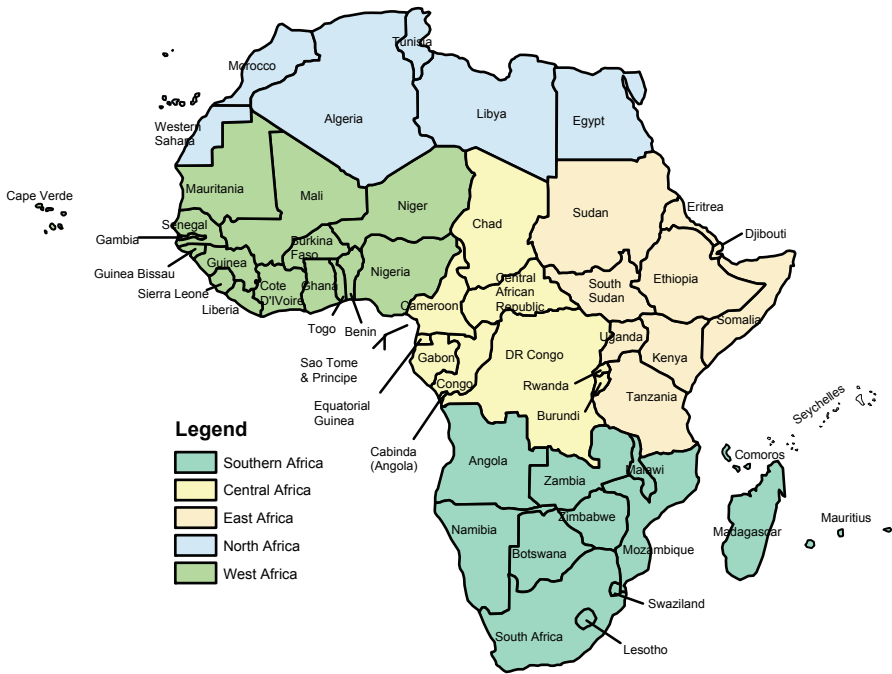 Tunisia
Morocco
Algeria
Libya
Egypt
Western
Sahara
Cape Verde
Mauritania
Mali
Niger
Chad
Sudan
Eritrea
Djibouti
Senegal
Gambia
Guinea Bissau
Guinea
Sierra Leone
Liberia
Cote
D'IVoire
Burkina
Faso
Ghana
Togo
Benin
Nigeria
Cameroon
Central
African
Republic
South
Sudan
Ethiopia
Somalia
Sao Tome
& Principe
Equatorial
Guinea
Gabon
Congo
Cabinda
(Angola)
DR Congo
Uganda
Kenya
Rwanda
Burundi
Tanzania
Seychelles
Comoros
Angola
Zambia
Malawi
Mauritius
Madagascar
Namibia
Zimbabwe
Botswana
Mozambique
Swaziland
South Africa
Lesotho
Legend
Southern Africa
Central Africa
East Africa
North Africa
West Africa